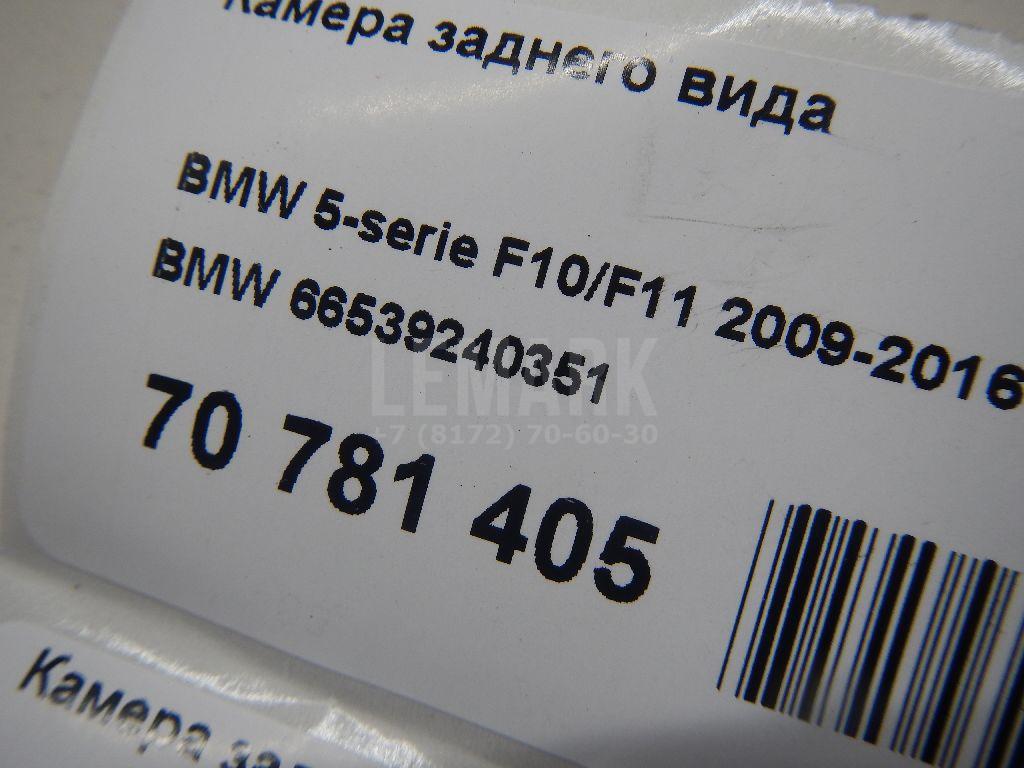 Камера заднего вида
BMW 5-serie F10/F11 2009-2016
BMW 66539240351
LEMARK
+7 (8172) 70-60-30
70 781 405
Камера